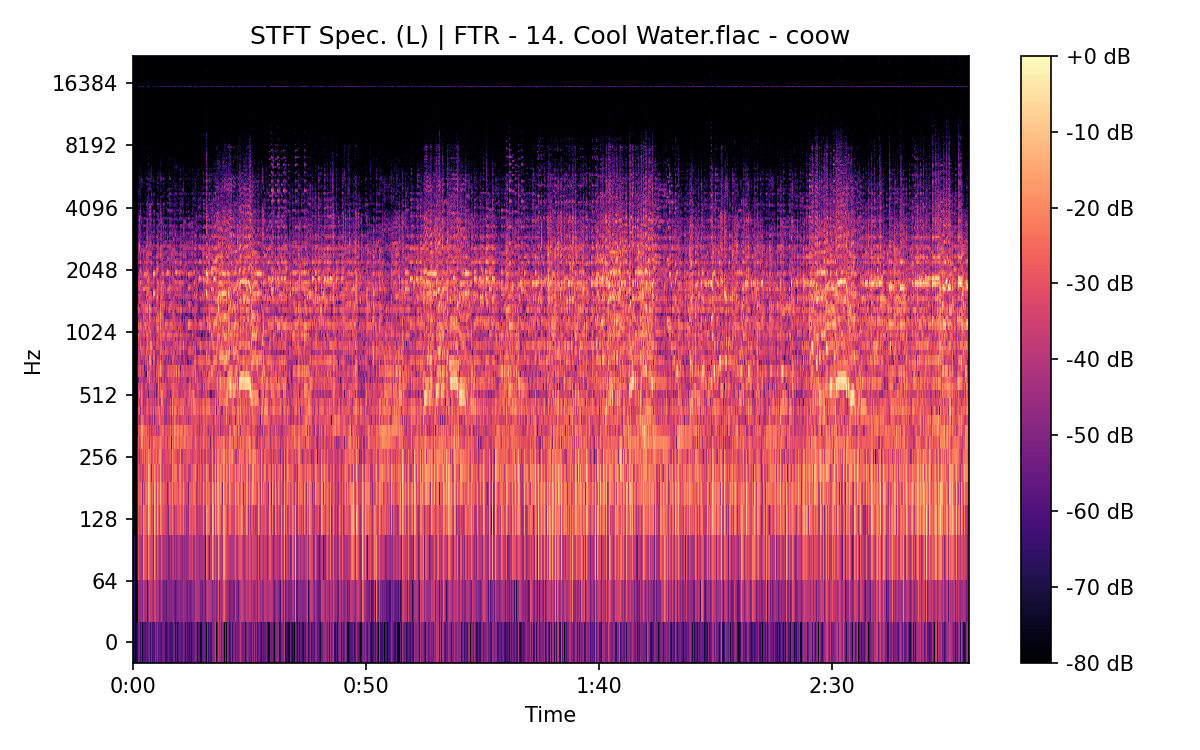 STFT Spec. (L) | FTR - 14. Cool Water.flac - coow
16384
8192
4096
2048
1024
512
256
128
64
0
Hz
0:00
0:50
1:40
2:30
Time
+0 dB
-10 dB
-20 dB
-30 dB
-40 dB
-50 dB
-60 dB
-70 dB
-80 dB